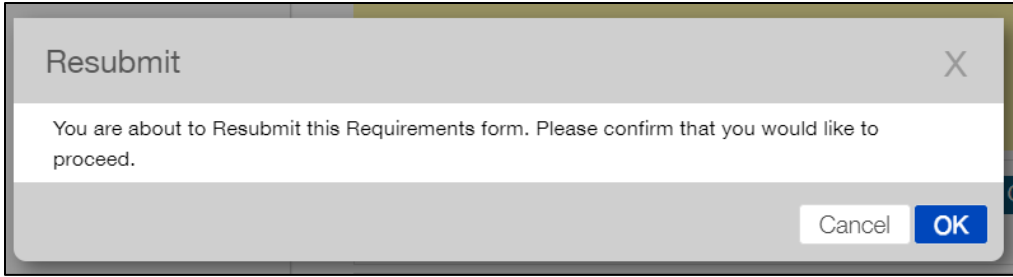 Resubmit X
You are about to Resubmit this Requirements form. Please confirm that you would like to
proceed.
Cancel OK